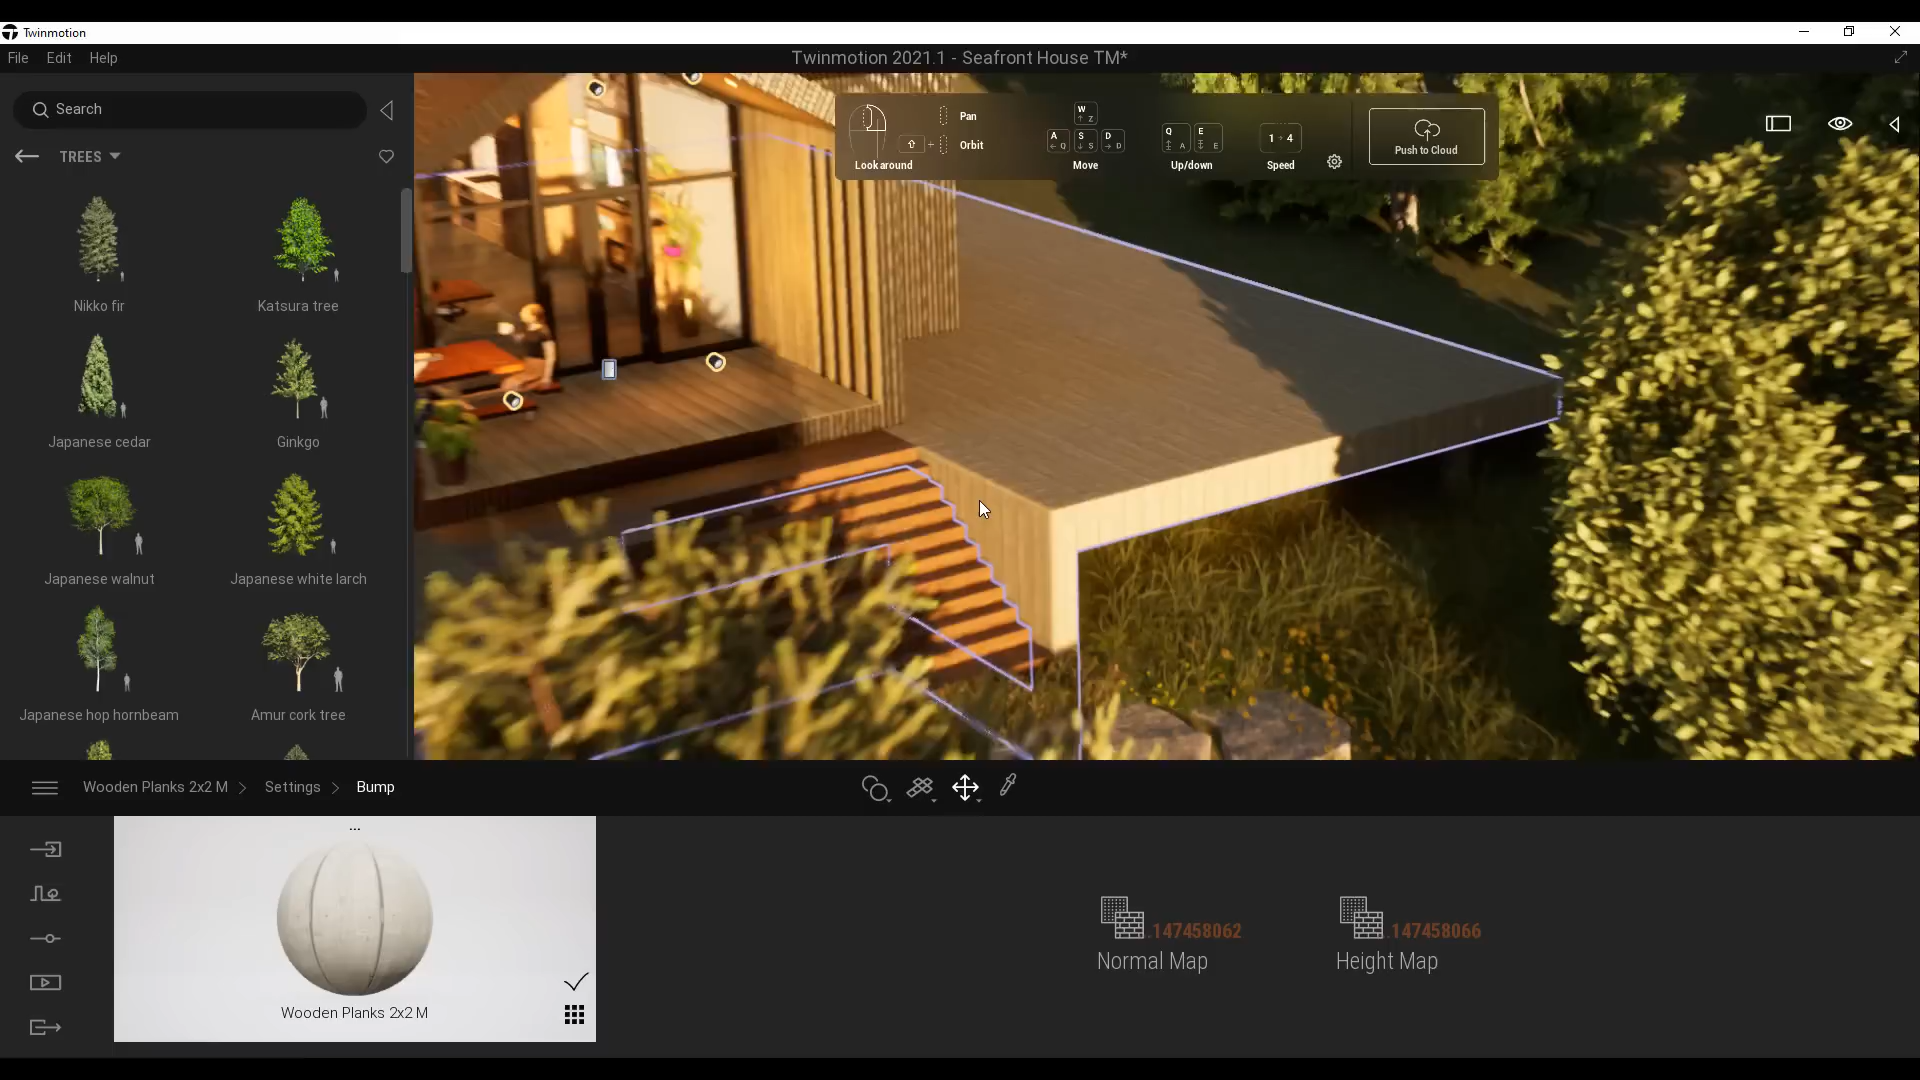 Twinmotion
File Edit Help
Twinmotion 2021.1 - Seafront House TM*
Search
TREES
Nikko fir
Katsura tree
Japanese cedar
Ginkgo
Japanese walnut
Japanese white larch
Japanese hop hornbeam
Amur cork tree
Look around
Pan
Orbit
W
Z
A
Q
S
S
D
D
Move
Q
A
E
E
Up/down
1 ÷ 4
Speed
Push to Cloud
Wooden Planks 2x2 M
Settings
Bump
...
Wooden Planks 2x2 M
.147458062
Normal Map
.147458066
Height Map